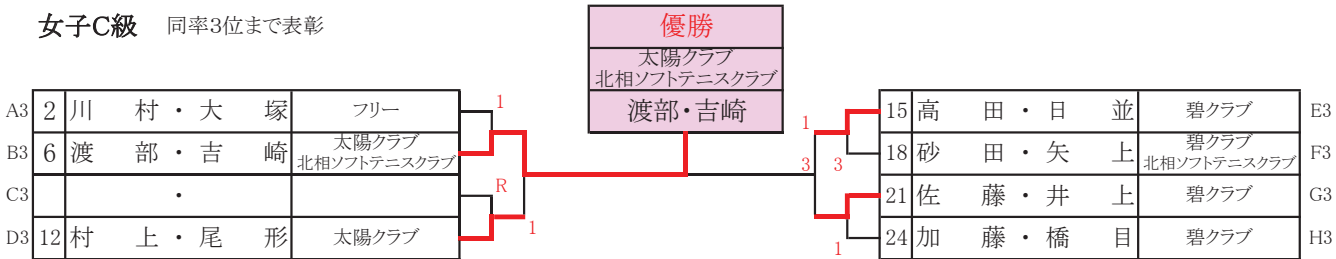 女子C級 同率3位まで表彰
優勝
太陽クラブ
北相ソフトテニスクラブ
渡部・吉崎
A3 2 川村・大塚 フリー
B3 6 渡部・吉崎 太陽クラブ
北相ソフトテニスクラブ
C3 ・
D3 12 村上・尾形 太陽クラブ
1
R
1
1
3
3
1
15 高田・日並 碧クラブ E3
18 砂田・矢上 碧クラブ
北相ソフトテニスクラブ F3
21 佐藤・井上 碧クラブ G3
24 加藤・橋目 碧クラブ H3